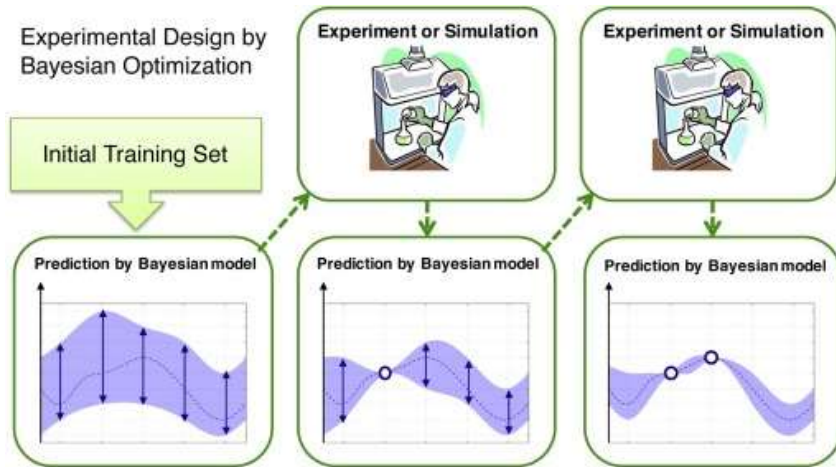 Experimental Design by
Bayesian Optimization
Initial Training Set
Experiment or Simulation
Experiment or Simulation
Prediction by Bayesian model
Prediction by Bayesian model
Prediction by Bayesian model